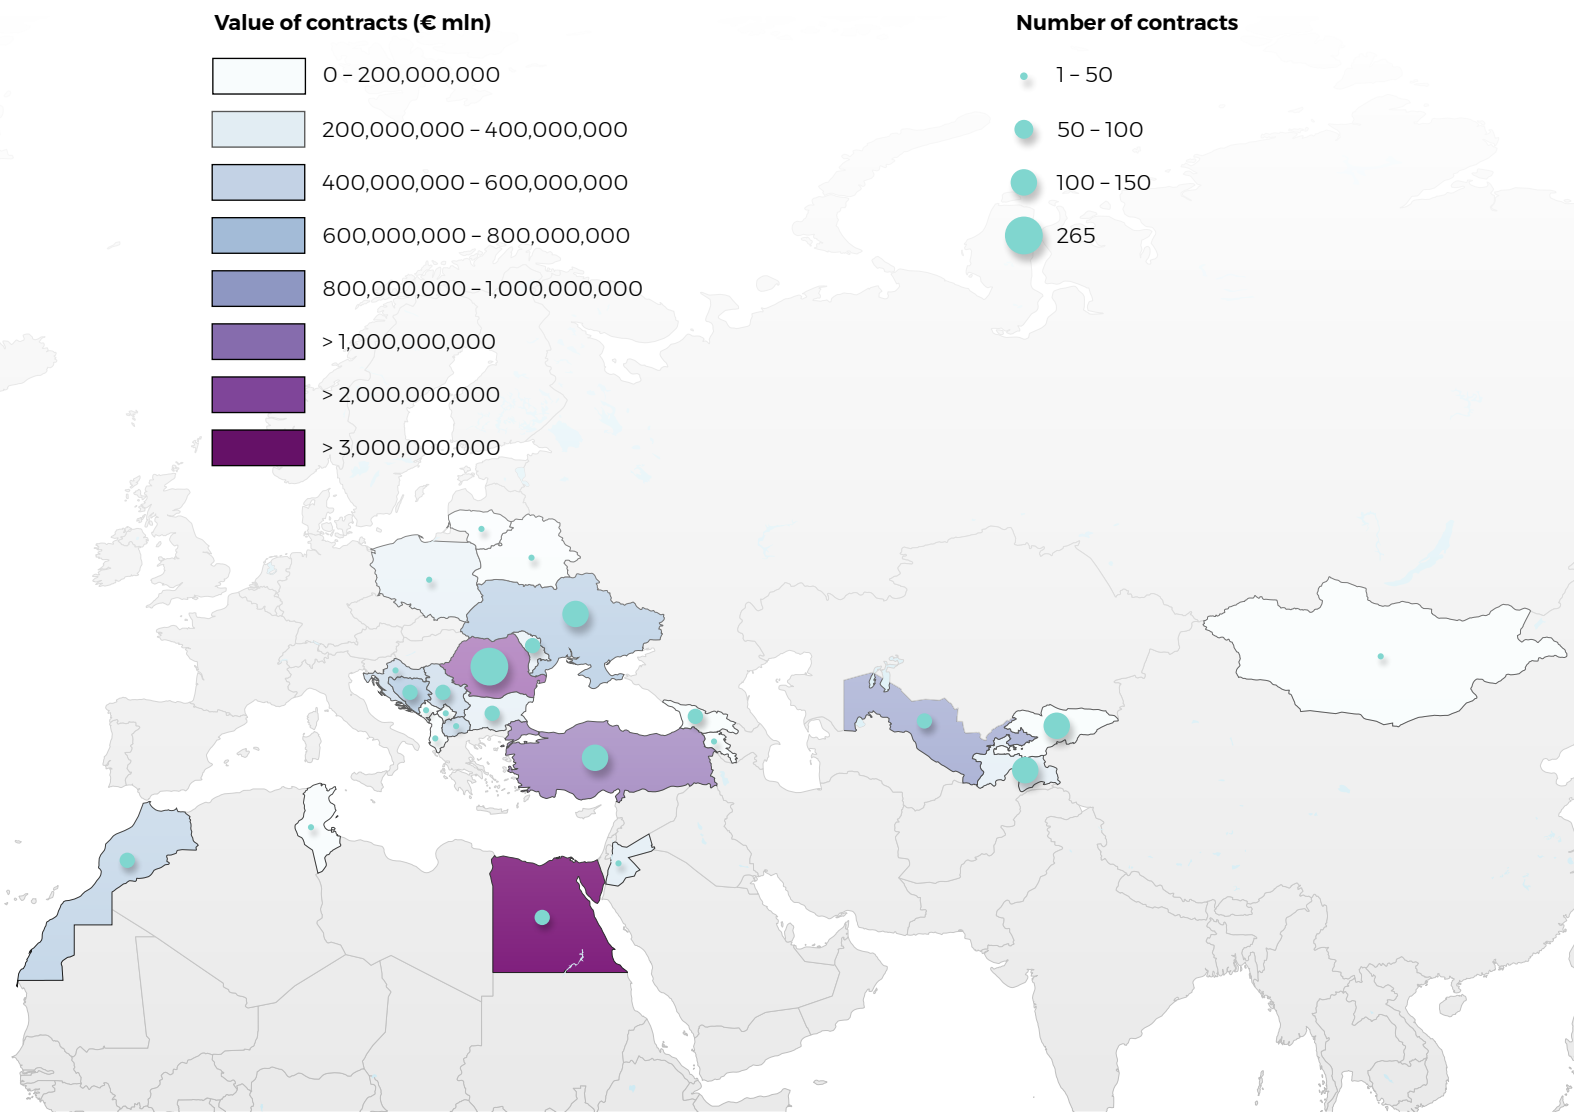 Value of contracts (€ mln)
0 – 200,000,000
200,000,000 – 400,000,000
400,000,000 – 600,000,000
600,000,000 – 800,000,000
800,000,000 – 1,000,000,000
> 1,000,000,000
> 2,000,000,000
> 3,000,000,000
Number of contracts
1 – 50
50 – 100
100 – 150
265